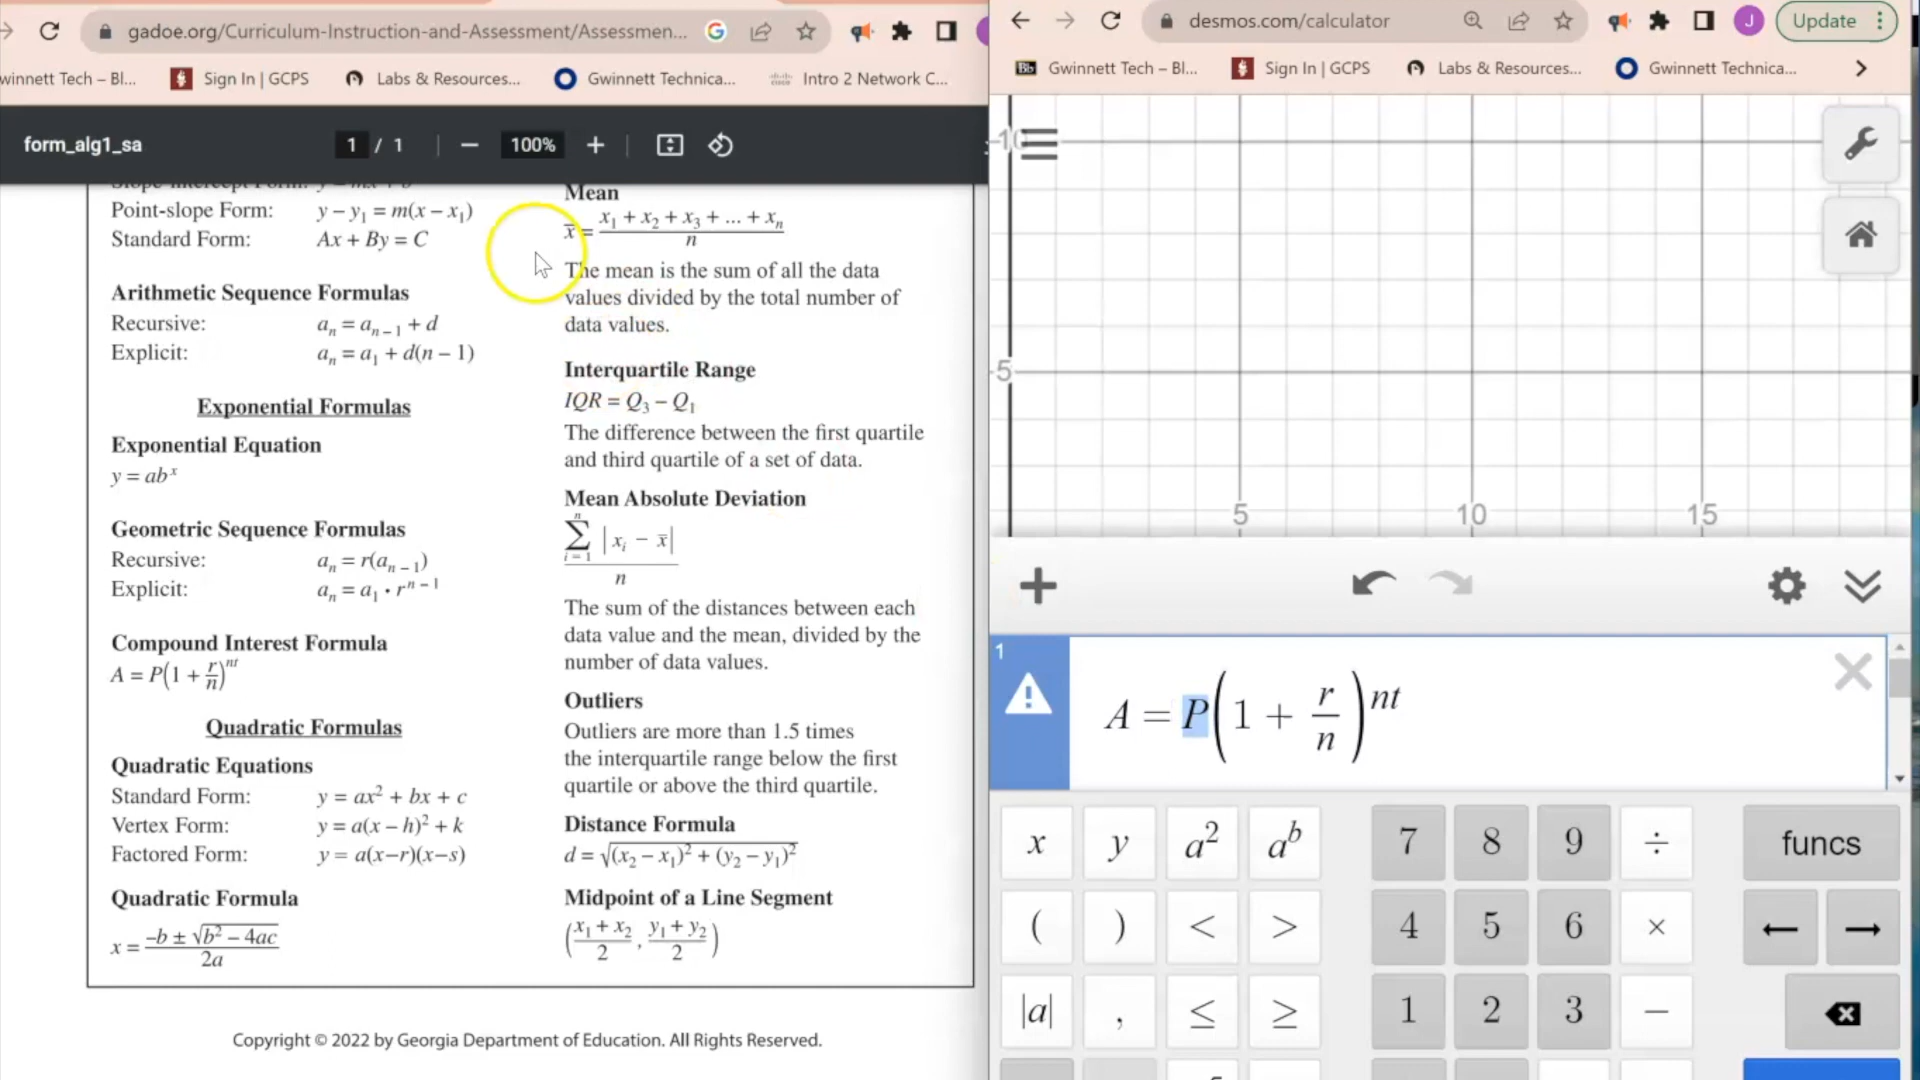 gadoe.org/Curriculum-Instruction-and-Assessment/Assessmen...
winnett Tech – Bl...
Sign In | GCPS
Labs & Resources...
Gwinnett Technica...
Intro 2 Network C...
form_alg1_sa
1 / 1
100%
Point-slope Form: y – y₁ = m(x – x₁)
Standard Form: Ax + By = C
Arithmetic Sequence Formulas
Recursive: aₙ = aₙ₋₁ + d
Explicit: aₙ = a₁ + d(n – 1)
Exponential Formulas
Exponential Equation
y = abˣ
Geometric Sequence Formulas
Recursive: aₙ = r(aₙ₋₁)
Explicit: aₙ = a₁ • rⁿ⁻¹
Compound Interest Formula
A = P(1 + r/n)^nt
Quadratic Formulas
Quadratic Equations
Standard Form: y = ax² + bx + c
Vertex Form: y = a(x – h)² + k
Factored Form: y = a(x–r)(x–s)
Quadratic Formula
x = (–b ± √(b² – 4ac))/2a
Mean
x̄ = (x₁ + x₂ + x₃ + ... + xₙ)/n
The mean is the sum of all the data
values divided by the total number of
data values.
Interquartile Range
IQR = Q₃ – Q₁
The difference between the first quartile
and third quartile of a set of data.
Mean Absolute Deviation
n
∑ |xᵢ – x̄|
i = 1
n
The sum of the distances between each
data value and the mean, divided by the
number of data values.
Outliers
Outliers are more than 1.5 times
the interquartile range below the first
quartile or above the third quartile.
Distance Formula
d = √((x₂ – x₁)² + (y₂ – y₁)²)
Midpoint of a Line Segment
((x₁ + x₂)/2, (y₁ + y₂)/2)
Copyright © 2022 by Georgia Department of Education. All Rights Reserved.
desmos.com/calculator
J
Update
Bb
Gwinnett Tech – Bl...
Sign In | GCPS
Labs & Resources...
Gwinnett Technica...
-10
-5
5 10 15
1
A = P(1 + r/n)^nt
x y a² aᵇ 7 8 9 ÷ funcs
( ) < > 4 5 6 × ← →
|a| , ≤ ≥ 1 2 3 −